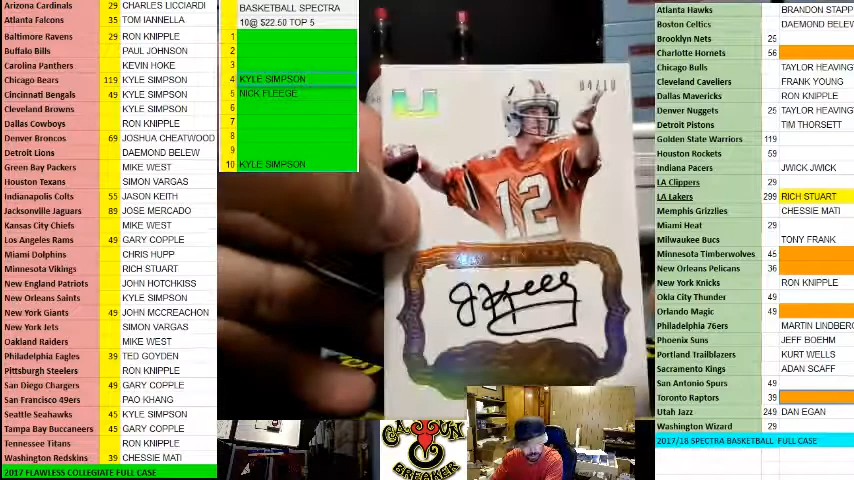 Arizona Cardinals 29 CHARLES LICCIARDI
Atlanta Falcons 35 TOM IANNELLA
Baltimore Ravens 29 RON KNIPPLE
Buffalo Bills PAUL JOHNSON
Carolina Panthers KEVIN HOKE
Chicago Bears 119 KYLE SIMPSON
Cincinnati Bengals 49 KYLE SIMPSON
Cleveland Browns KYLE SIMPSON
Dallas Cowboys RON KNIPPLE
Denver Broncos 69 JOSHUA CHEATWOOD
Detroit Lions DAEMOND BELEW
Green Bay Packers MIKE WEST
Houston Texans SIMON VARGAS
Indianapolis Colts 55 JASON KEITH
Jacksonville Jaguars 89 JOSE MERCADO
Kansas City Chiefs MIKE WEST
Los Angeles Rams 49 GARY COPPLE
Miami Dolphins CHRIS HUPP
Minnesota Vikings RICH STUART
New England Patriots JOHN HOTCHKISS
New Orleans Saints KYLE SIMPSON
New York Giants 49 JOHN MCCREACHON
New York Jets SIMON VARGAS
Oakland Raiders MIKE WEST
Philadelphia Eagles 39 TED GOYDEN
Pittsburgh Steelers RON KNIPPLE
San Diego Chargers 49 GARY COPPLE
San Francisco 49ers PAO KHANG
Seattle Seahawks 45 KYLE SIMPSON
Tampa Bay Buccaneers 45 GARY COPPLE
Tennessee Titans RON KNIPPLE
Washington Redskins 39 CHESSIE MATI
2017 FLAWLESS COLLEGIATE FULL CASE
BASKETBALL SPECTRA
10@ $22.50 TOP 5
1
2
3
4 KYLE SIMPSON
5 NICK FLEEGE
6
7
8
9
10 KYLE SIMPSON
U
04/10
12
J Kelly
CAJUN
BREAKER
Atlanta Hawks BRANDON STAPP
Boston Celtics DAEMOND BELEW
Brooklyn Nets 25
Charlotte Hornets 56
Chicago Bulls TAYLOR HEAVING
Cleveland Caveliers FRANK YOUNG
Dallas Mavericks RON KNIPPLE
Denver Nuggets 25 TAYLOR HEAVING
Detroit Pistons TIM THORSETT
Golden State Warriors 119
Houston Rockets 59
Indiana Pacers JWICK JWICK
LA Clippers 29
LA Lakers 299 RICH STUART
Memphis Grizzlies CHESSIE MATI
Miami Heat 29
Milwaukee Bucs TONY FRANK
Minnesota Timberwolves 45
New Orleans Pelicans 36
New York Knicks RON KNIPPLE
Okla City Thunder 49
Orlando Magic 49
Philadelphia 76ers MARTIN LINDBERG
Phoenix Suns JEFF BOEHM
Portland Trailblazers KURT WELLS
Sacramento Kings ADAN SCAFF
San Antonio Spurs 49
Toronto Raptors 39
Utah Jazz 249 DAN EGAN
Washington Wizard 29
2017/18 SPECTRA BASKETBALL FULL CASE